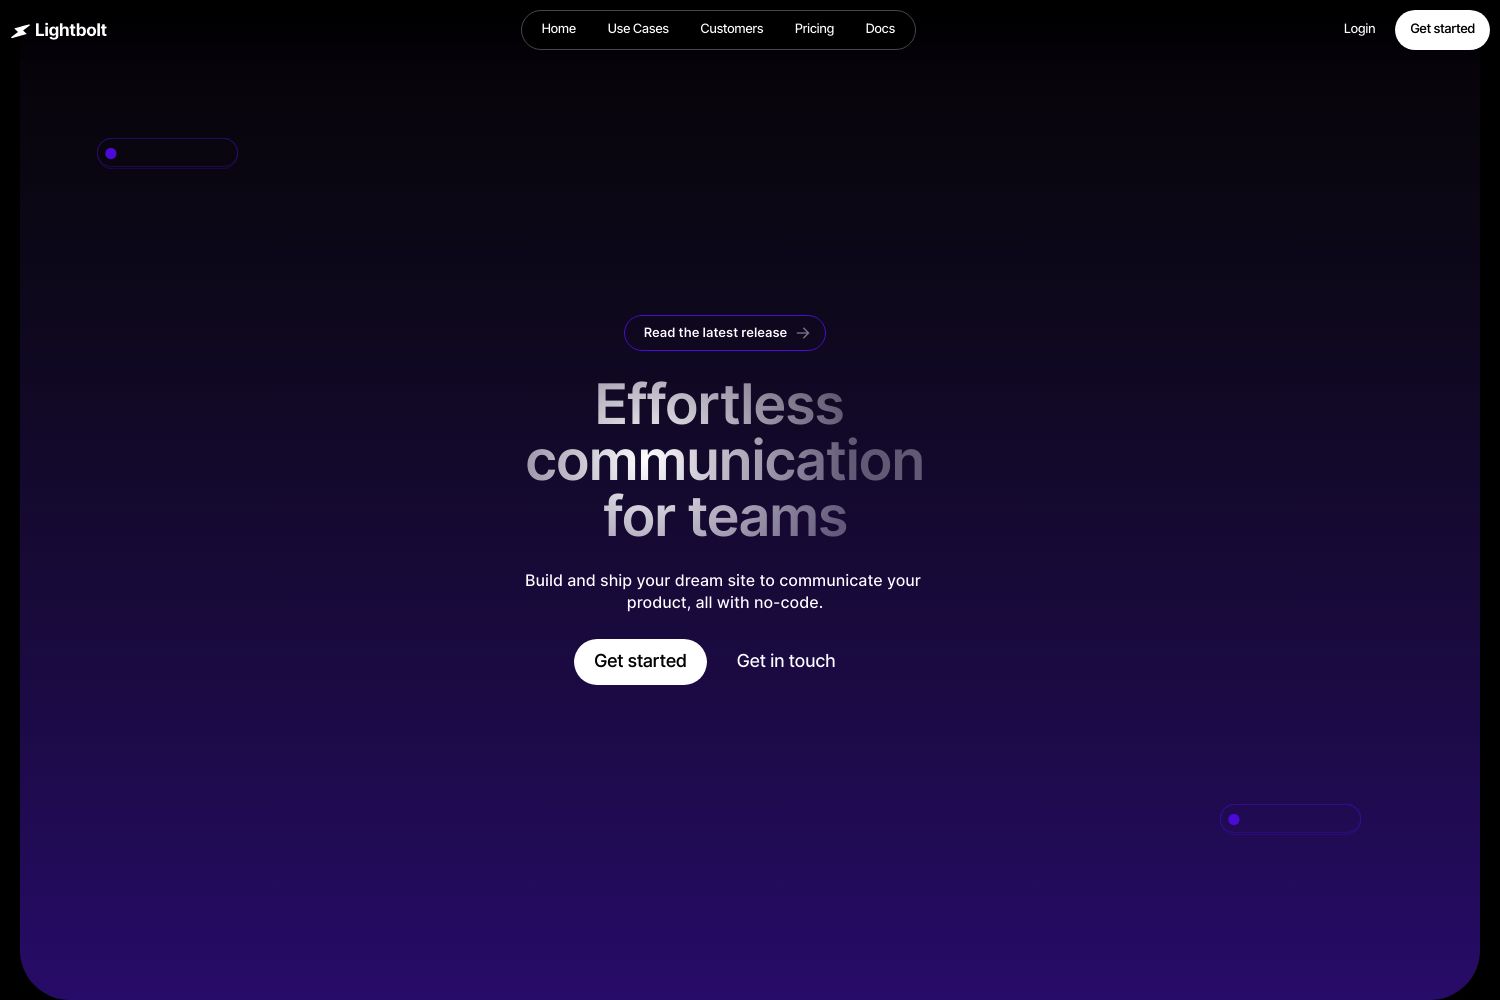 Lightbolt
Home Use Cases Customers Pricing Docs
Login Get started
Read the latest release
Effortless
communication
for teams
Build and ship your dream site to communicate your
product, all with no-code.
Get started Get in touch